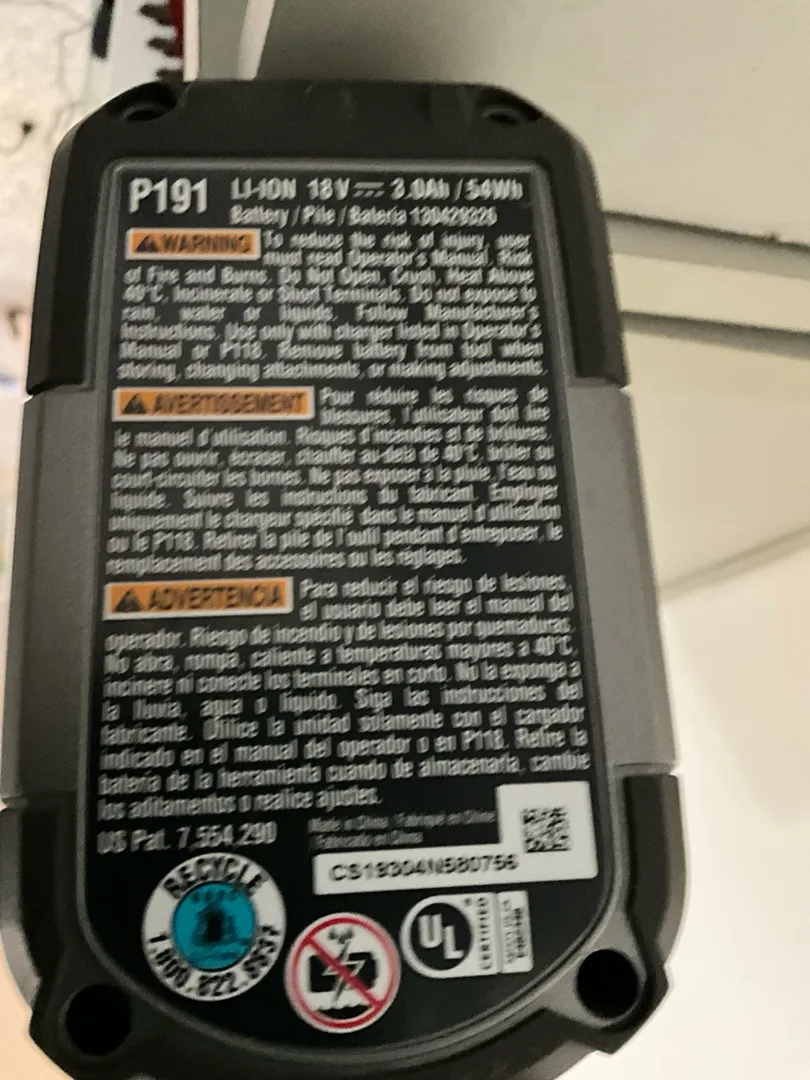 P191 LI-ION 18V 3.0Ah / 54Wh
Battery / Pile / Batería 130429326
WARNING To reduce the risk of injury, user
must read Operator's Manual. Risk
of Fire and Burns. Do Not Open, Crush, Heat Above
40°C, Incinerate or Short Terminals. Do not expose to
rain, water or liquids. Follow Manufacturer's
Instructions. Use only with charger listed in Operator's
Manual or P118. Remove battery from tool when
storing, changing attachments, or making adjustments.
AVERTISSEMENT Pour réduire les risques de
blessures, l'utilisateur doit lire
le manuel d'utilisation. Risques d'incendies et de brûlures.
Ne pas ouvrir, écraser, chauffer au-delà de 40°C, brûler ou
court-circuiter les bornes. Ne pas exposer à la pluie, l'eau ou
liquide. Suivre les instructions du fabricant. Employer
uniquement le chargeur spécifié dans le manuel d'utilisation
ou le P118. Retirer la pile de l'outil pendant d'entreposer, le
remplacement des accessoires ou les réglages.
ADVERTENCIA Para reducir el riesgo de lesiones,
el usuario debe leer el manual del
operador. Riesgo de incendio y de lesiones por quemaduras.
No abra, rompa, caliente a temperaturas mayores a 40°C,
incinere ni conecte los terminales en corto. No la exponga a
la lluvia, agua o líquido. Siga las instrucciones del
fabricante. Utilice la unidad solamente con el cargador
indicado en el manual del operador o en P118. Retire la
batería de la herramienta cuando de almacenarla, cambie
los aditamentos o realice ajustes.
US Pat. 7,554,290
Made in China / Fabriqué en Chine
/ Fabricado en China
CS19304N580756
RECYCLE
1.800.822.8837
UL
CERTIFIED